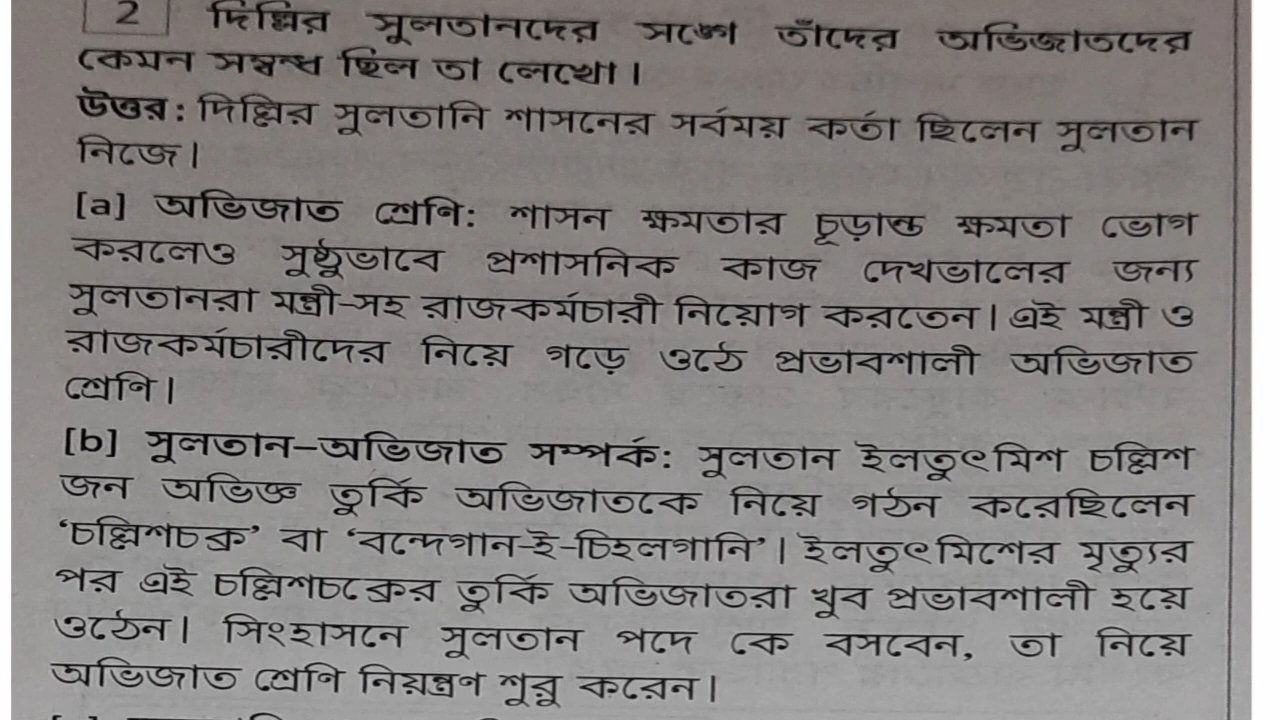 2 দিল্লির সুলতানদের সঙ্গে তাঁদের অভিজাতদের
কেমন সম্বন্ধ ছিল তা লেখো।
উত্তর: দিল্লির সুলতানি শাসনের সর্বময় কর্তা ছিলেন সুলতান
নিজে।
[a] অভিজাত শ্রেণি: শাসন ক্ষমতার চূড়ান্ত ক্ষমতা ভোগ
করলেও সুষ্ঠুভাবে প্রশাসনিক কাজ দেখভালের জন্য
সুলতানরা মন্ত্রী-সহ রাজকর্মচারী নিয়োগ করতেন। এই মন্ত্রী ও
রাজকর্মচারীদের নিয়ে গড়ে ওঠে প্রভাবশালী অভিজাত
শ্রেণি।
[b] সুলতান–অভিজাত সম্পর্ক: সুলতান ইলতুৎমিশ চল্লিশ
জন অভিজ্ঞ তুর্কি অভিজাতকে নিয়ে গঠন করেছিলেন
‘চল্লিশচক্র’ বা ‘বন্দেগান-ই-চিহলগানি’। ইলতুৎমিশের মৃত্যুর
পর এই চল্লিশচক্রের তুর্কি অভিজাতরা খুব প্রভাবশালী হয়ে
ওঠেন। সিংহাসনে সুলতান পদে কে বসবেন, তা নিয়ে
অভিজাত শ্রেণি নিয়ন্ত্রণ শুরু করেন।